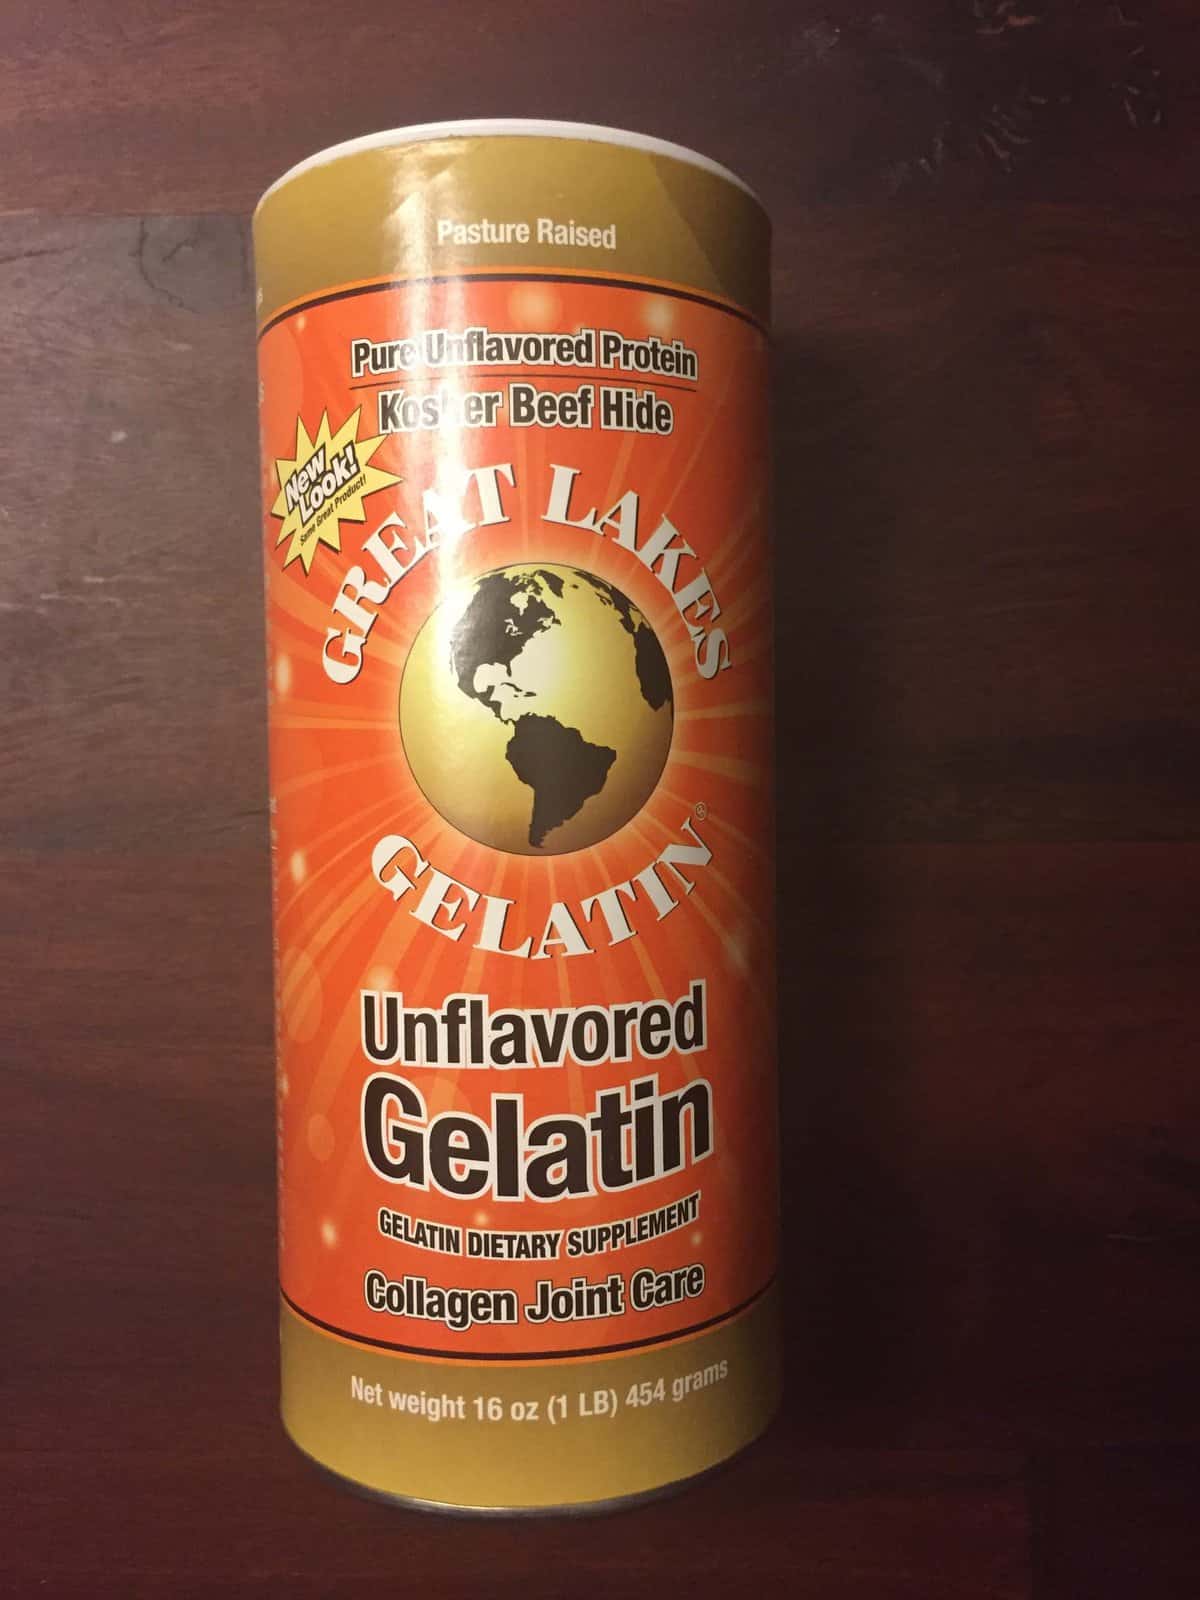 Pasture Raised
Pure Unflavored Protein
Kosher Beef Hide
New
Look!
Same Great Product!
GREAT LAKES
GELATIN®
Unflavored
Gelatin
GELATIN DIETARY SUPPLEMENT
Collagen Joint Care
Net weight 16 oz (1 LB) 454 grams